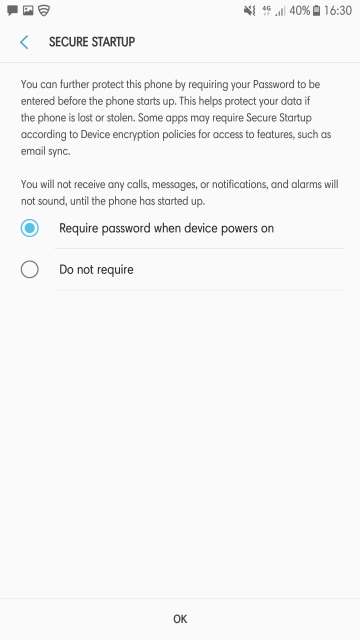 4G 40% 16:30
SECURE STARTUP
You can further protect this phone by requiring your Password to be
entered before the phone starts up. This helps protect your data if
the phone is lost or stolen. Some apps may require Secure Startup
according to Device encryption policies for access to features, such as
email sync.
You will not receive any calls, messages, or notifications, and alarms will
not sound, until the phone has started up.
Require password when device powers on
Do not require
OK